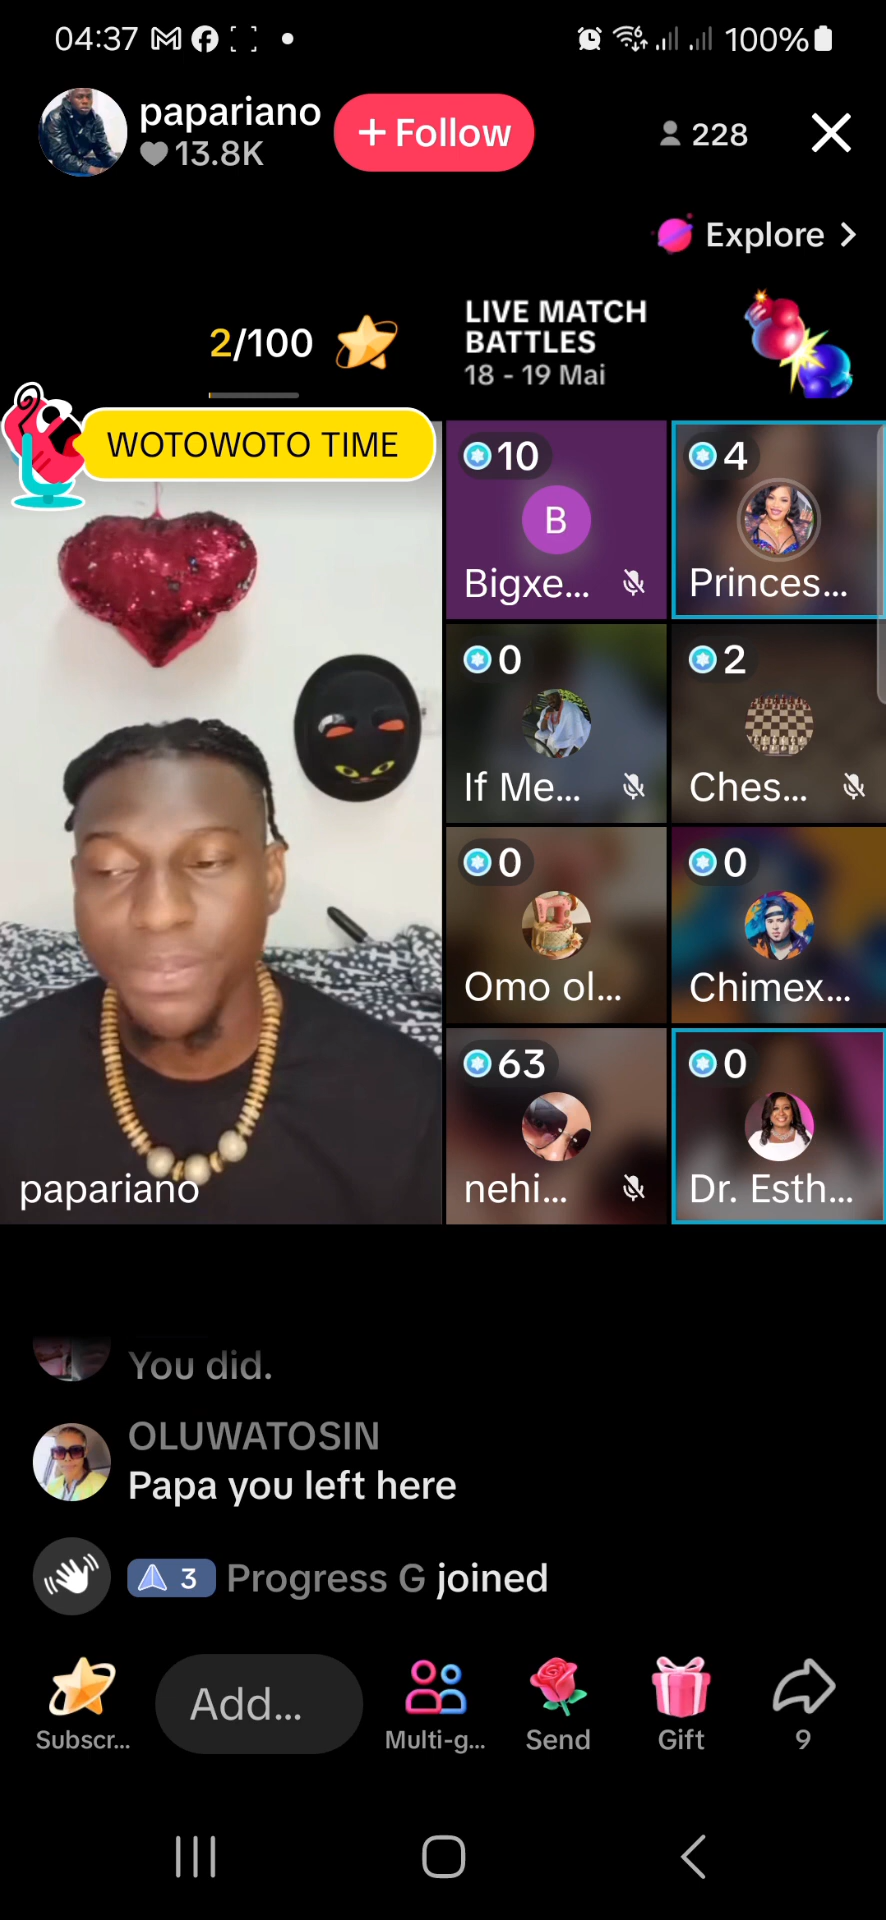 04:37
100%
papariano
13.8K
+ Follow
228
Explore >
2/100
LIVE MATCH
BATTLES
18 - 19 Mai
WOTOWOTO TIME
10
B
Bigxe...
4
Princes...
0
If Me...
2
Ches...
0
Omo ol...
0
Chimex...
63
nehi...
0
Dr. Esth...
papariano
You did.
OLUWATOSIN
Papa you left here
3 Progress G joined
Subscr...
Add...
Multi-g...
Send
Gift
9